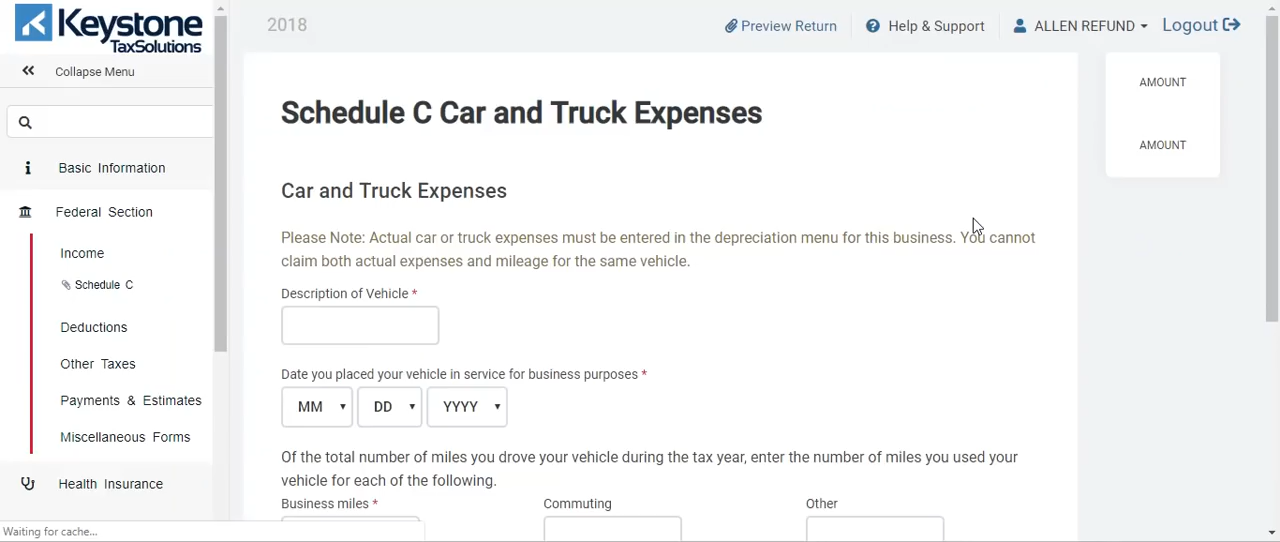 Keystone
TaxSolutions
2018
Preview Return
Help & Support
ALLEN REFUND
Logout
Collapse Menu
Basic Information
Federal Section
Income
Schedule C
Deductions
Other Taxes
Payments & Estimates
Miscellaneous Forms
Health Insurance
Waiting for cache...
Schedule C Car and Truck Expenses
Car and Truck Expenses
Please Note: Actual car or truck expenses must be entered in the depreciation menu for this business. You cannot
claim both actual expenses and mileage for the same vehicle.
Description of Vehicle *
Date you placed your vehicle in service for business purposes *
MM DD YYYY
Of the total number of miles you drove your vehicle during the tax year, enter the number of miles you used your
vehicle for each of the following.
Business miles * Commuting Other
AMOUNT
AMOUNT